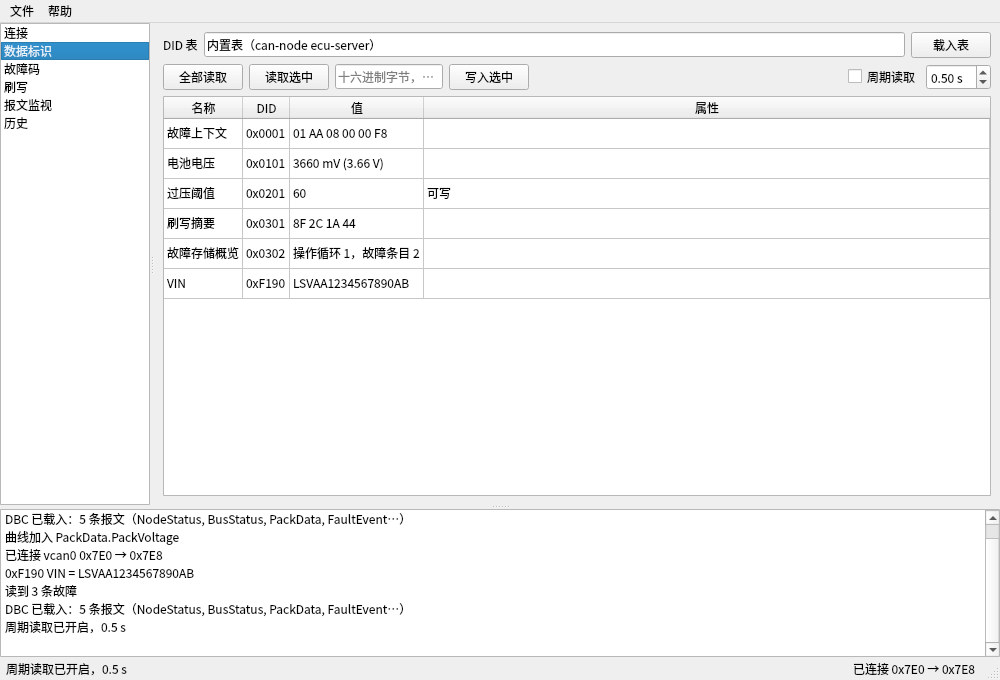 文件 帮助
连接
数据标识
故障码
刷写
报文监视
历史
DID 表 内置表（can-node ecu-server） 载入表
全部读取 读取选中 十六进制字节，… 写入选中 周期读取 0.50 s
名称 DID 值 属性
故障上下文 0x0001 01 AA 08 00 00 F8
电池电压 0x0101 3660 mV (3.66 V)
过压阈值 0x0201 60 可写
刷写摘要 0x0301 8F 2C 1A 44
故障存储概览 0x0302 操作循环 1，故障条目 2
VIN 0xF190 LSVAA1234567890AB
DBC 已载入：5 条报文（NodeStatus, BusStatus, PackData, FaultEvent…）
曲线加入 PackData.PackVoltage
已连接 vcan0 0x7E0 → 0x7E8
0xF190 VIN = LSVAA1234567890AB
读到 3 条故障
DBC 已载入：5 条报文（NodeStatus, BusStatus, PackData, FaultEvent…）
周期读取已开启，0.5 s
周期读取已开启，0.5 s 已连接 0x7E0 → 0x7E8